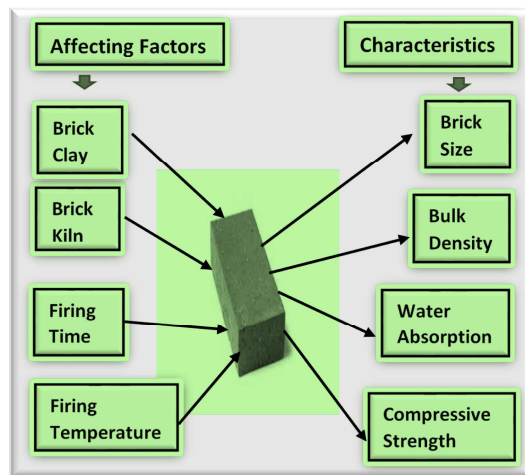 Affecting Factors
Brick
Clay
Brick
Kiln
Firing
Time
Firing
Temperature
Characteristics
Brick
Size
Bulk
Density
Water
Absorption
Compressive
Strength